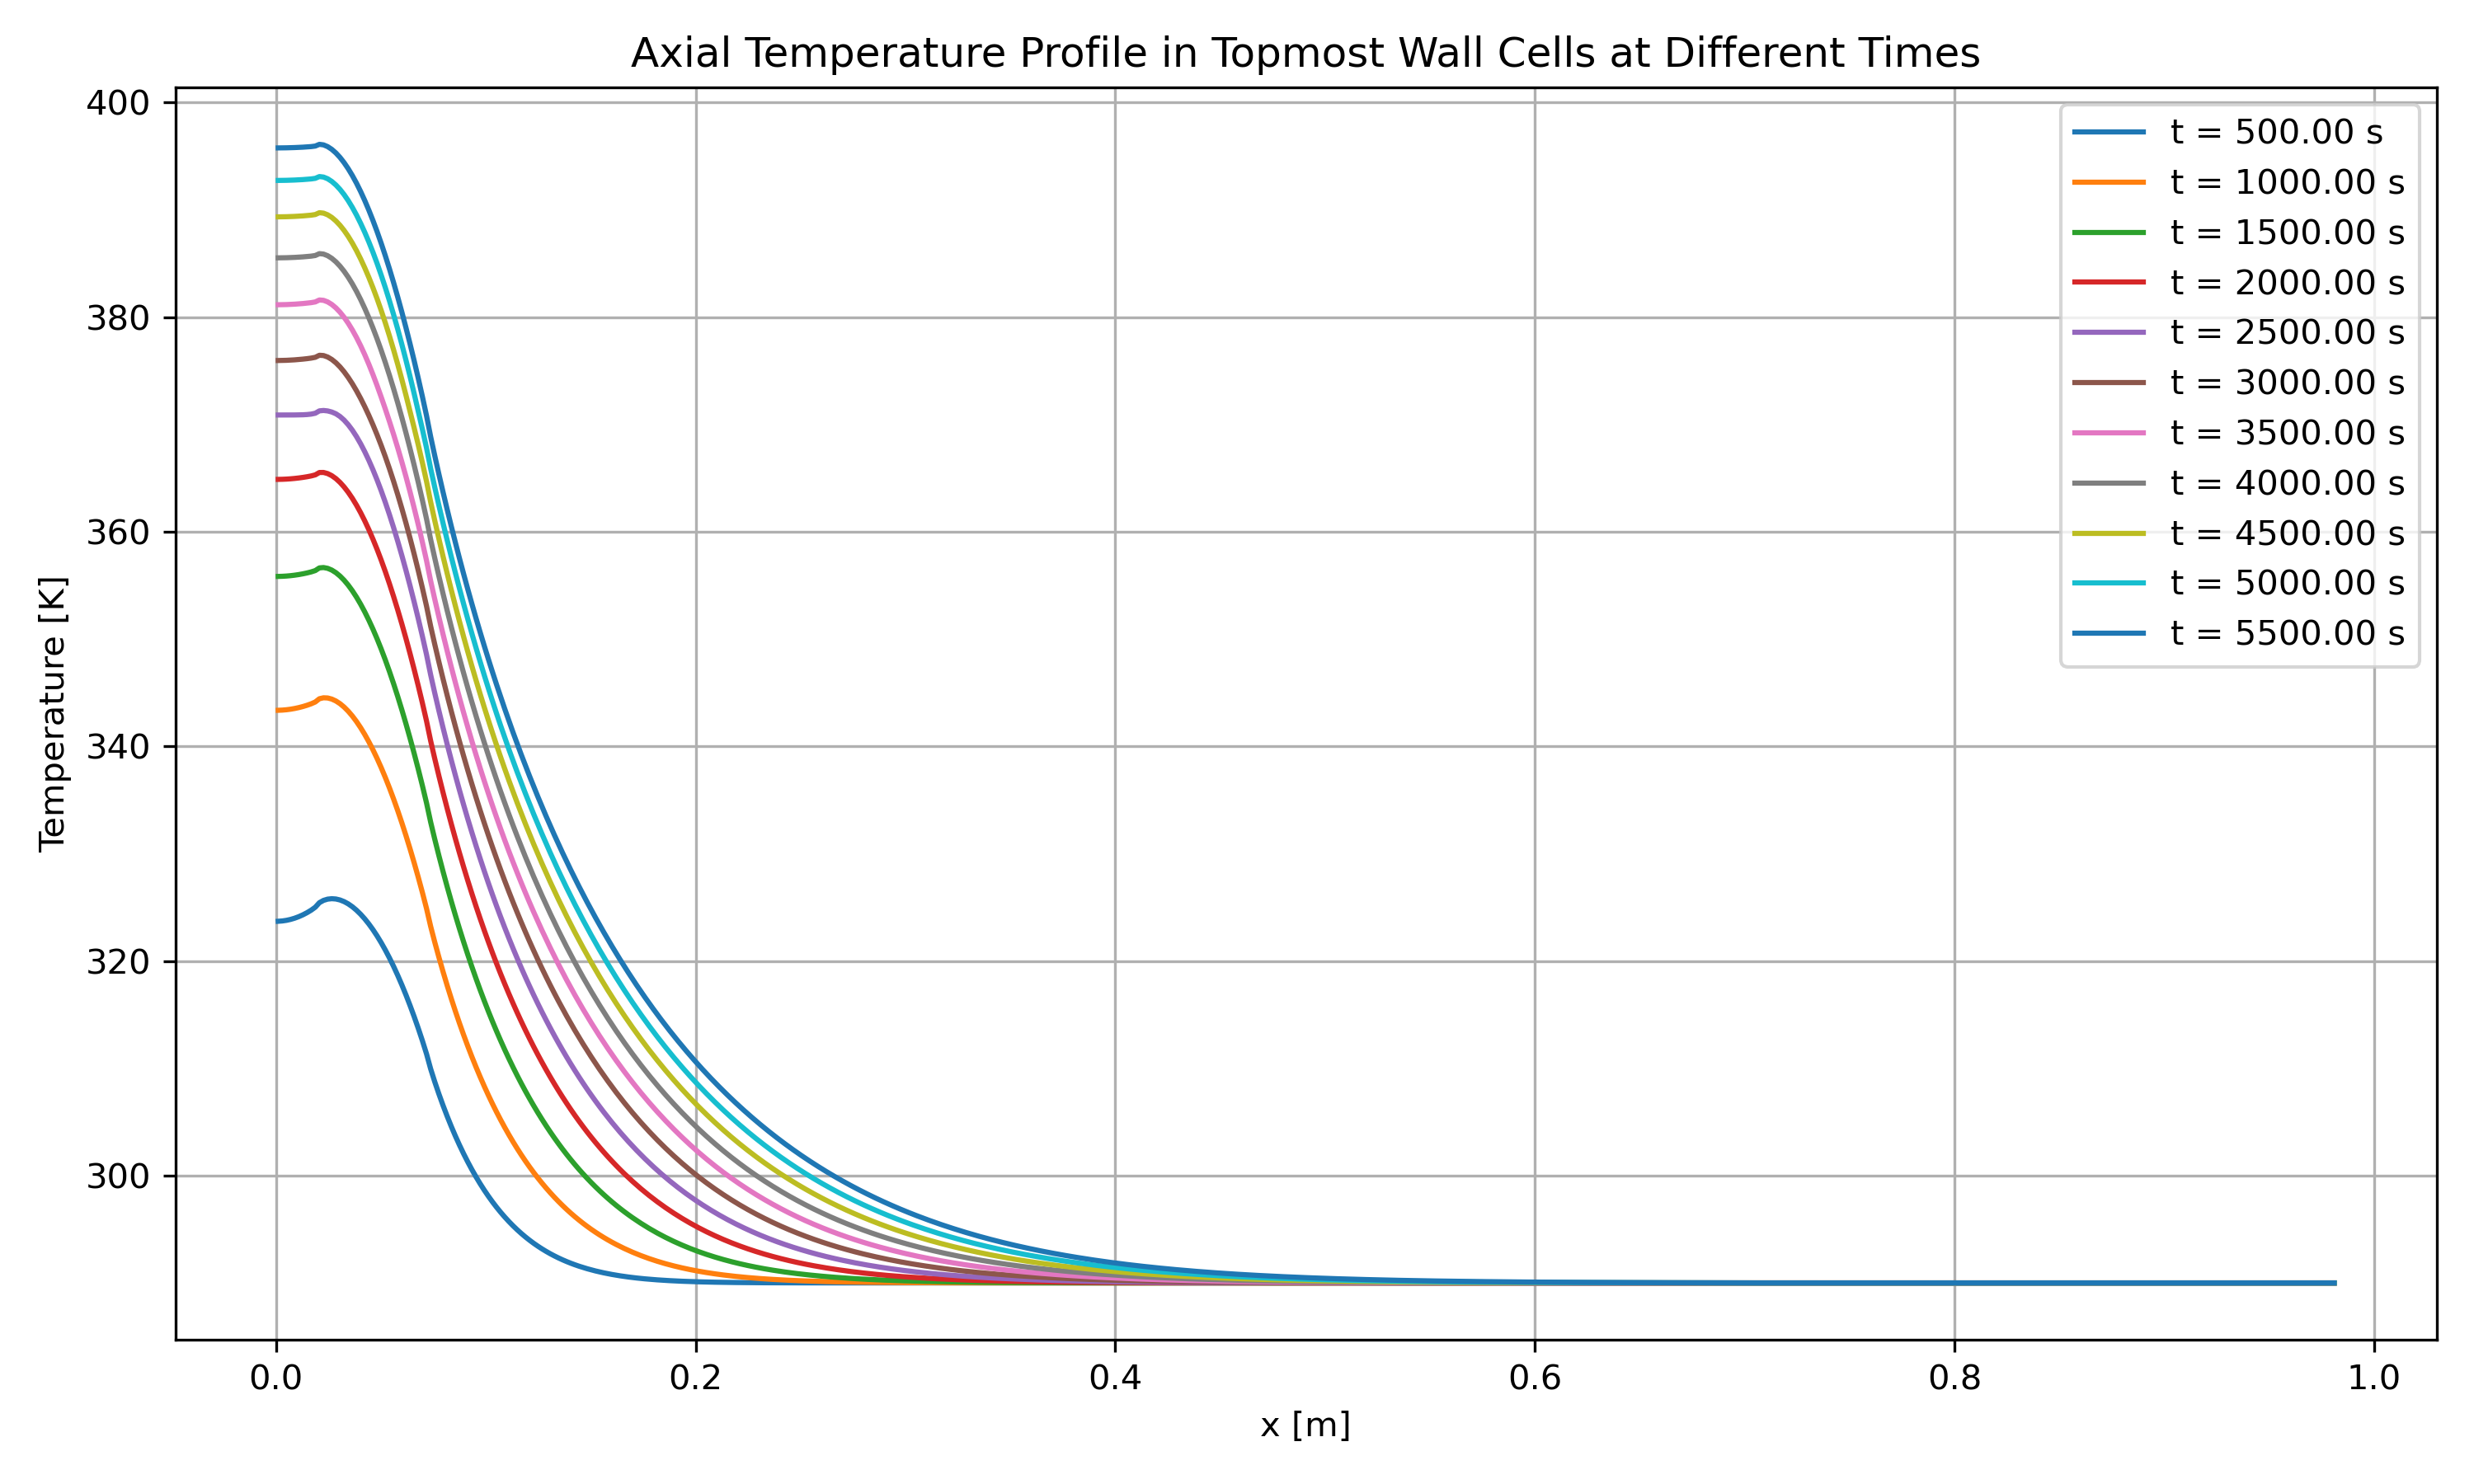 Axial Temperature Profile in Topmost Wall Cells at Different Times
400
380
360
340
320
300
Temperature [K]
0.0
0.2
0.4
0.6
0.8
1.0
x [m]
t = 500.00 s
t = 1000.00 s
t = 1500.00 s
t = 2000.00 s
t = 2500.00 s
t = 3000.00 s
t = 3500.00 s
t = 4000.00 s
t = 4500.00 s
t = 5000.00 s
t = 5500.00 s